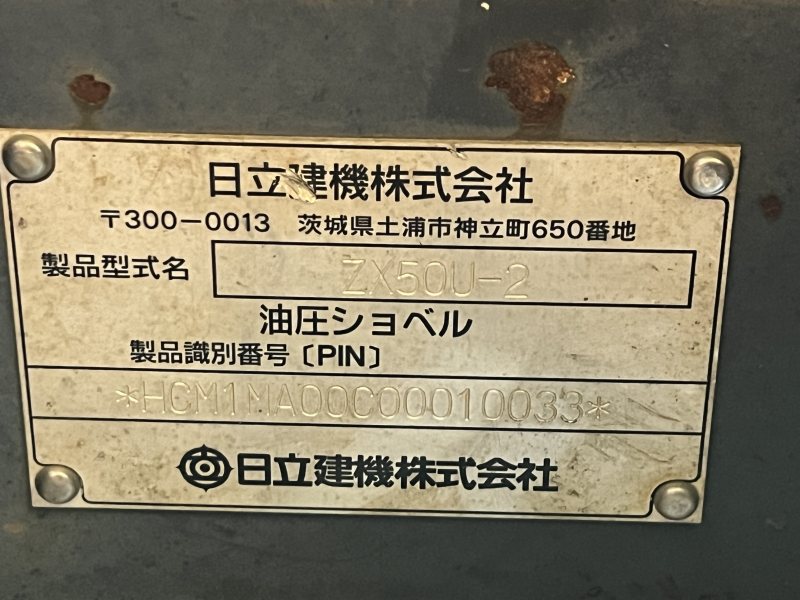 日立建機株式会社
〒300-0013 茨城県土浦市神立町650番地
製品型式名 ZX50U-2
油圧ショベル
製品識別番号〔PIN〕
*HCM1MA00C00010033*
日立建機株式会社